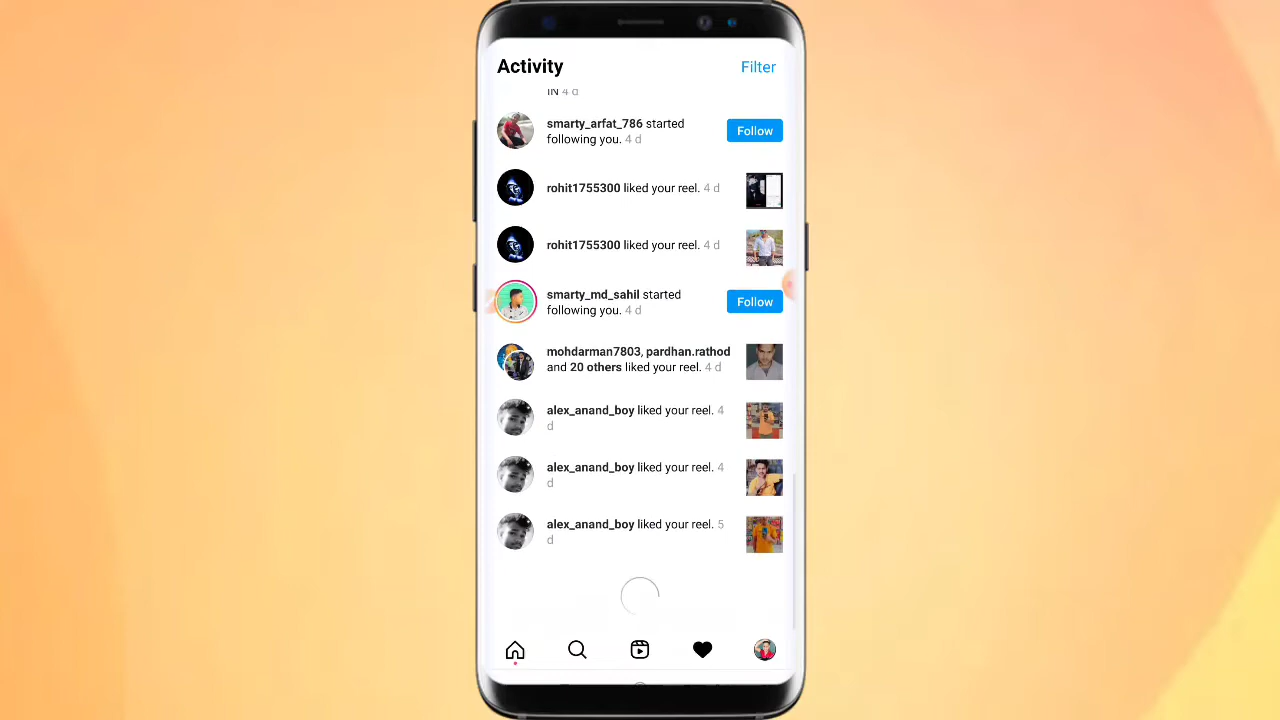 Activity
Filter
IN 4 d
smarty_arfat_786 started
following you. 4 d
Follow
rohit1755300 liked your reel. 4 d
rohit1755300 liked your reel. 4 d
smarty_md_sahil started
following you. 4 d
Follow
mohdarman7803, pardhan.rathod
and 20 others liked your reel. 4 d
alex_anand_boy liked your reel. 4
d
alex_anand_boy liked your reel. 4
d
alex_anand_boy liked your reel. 5
d